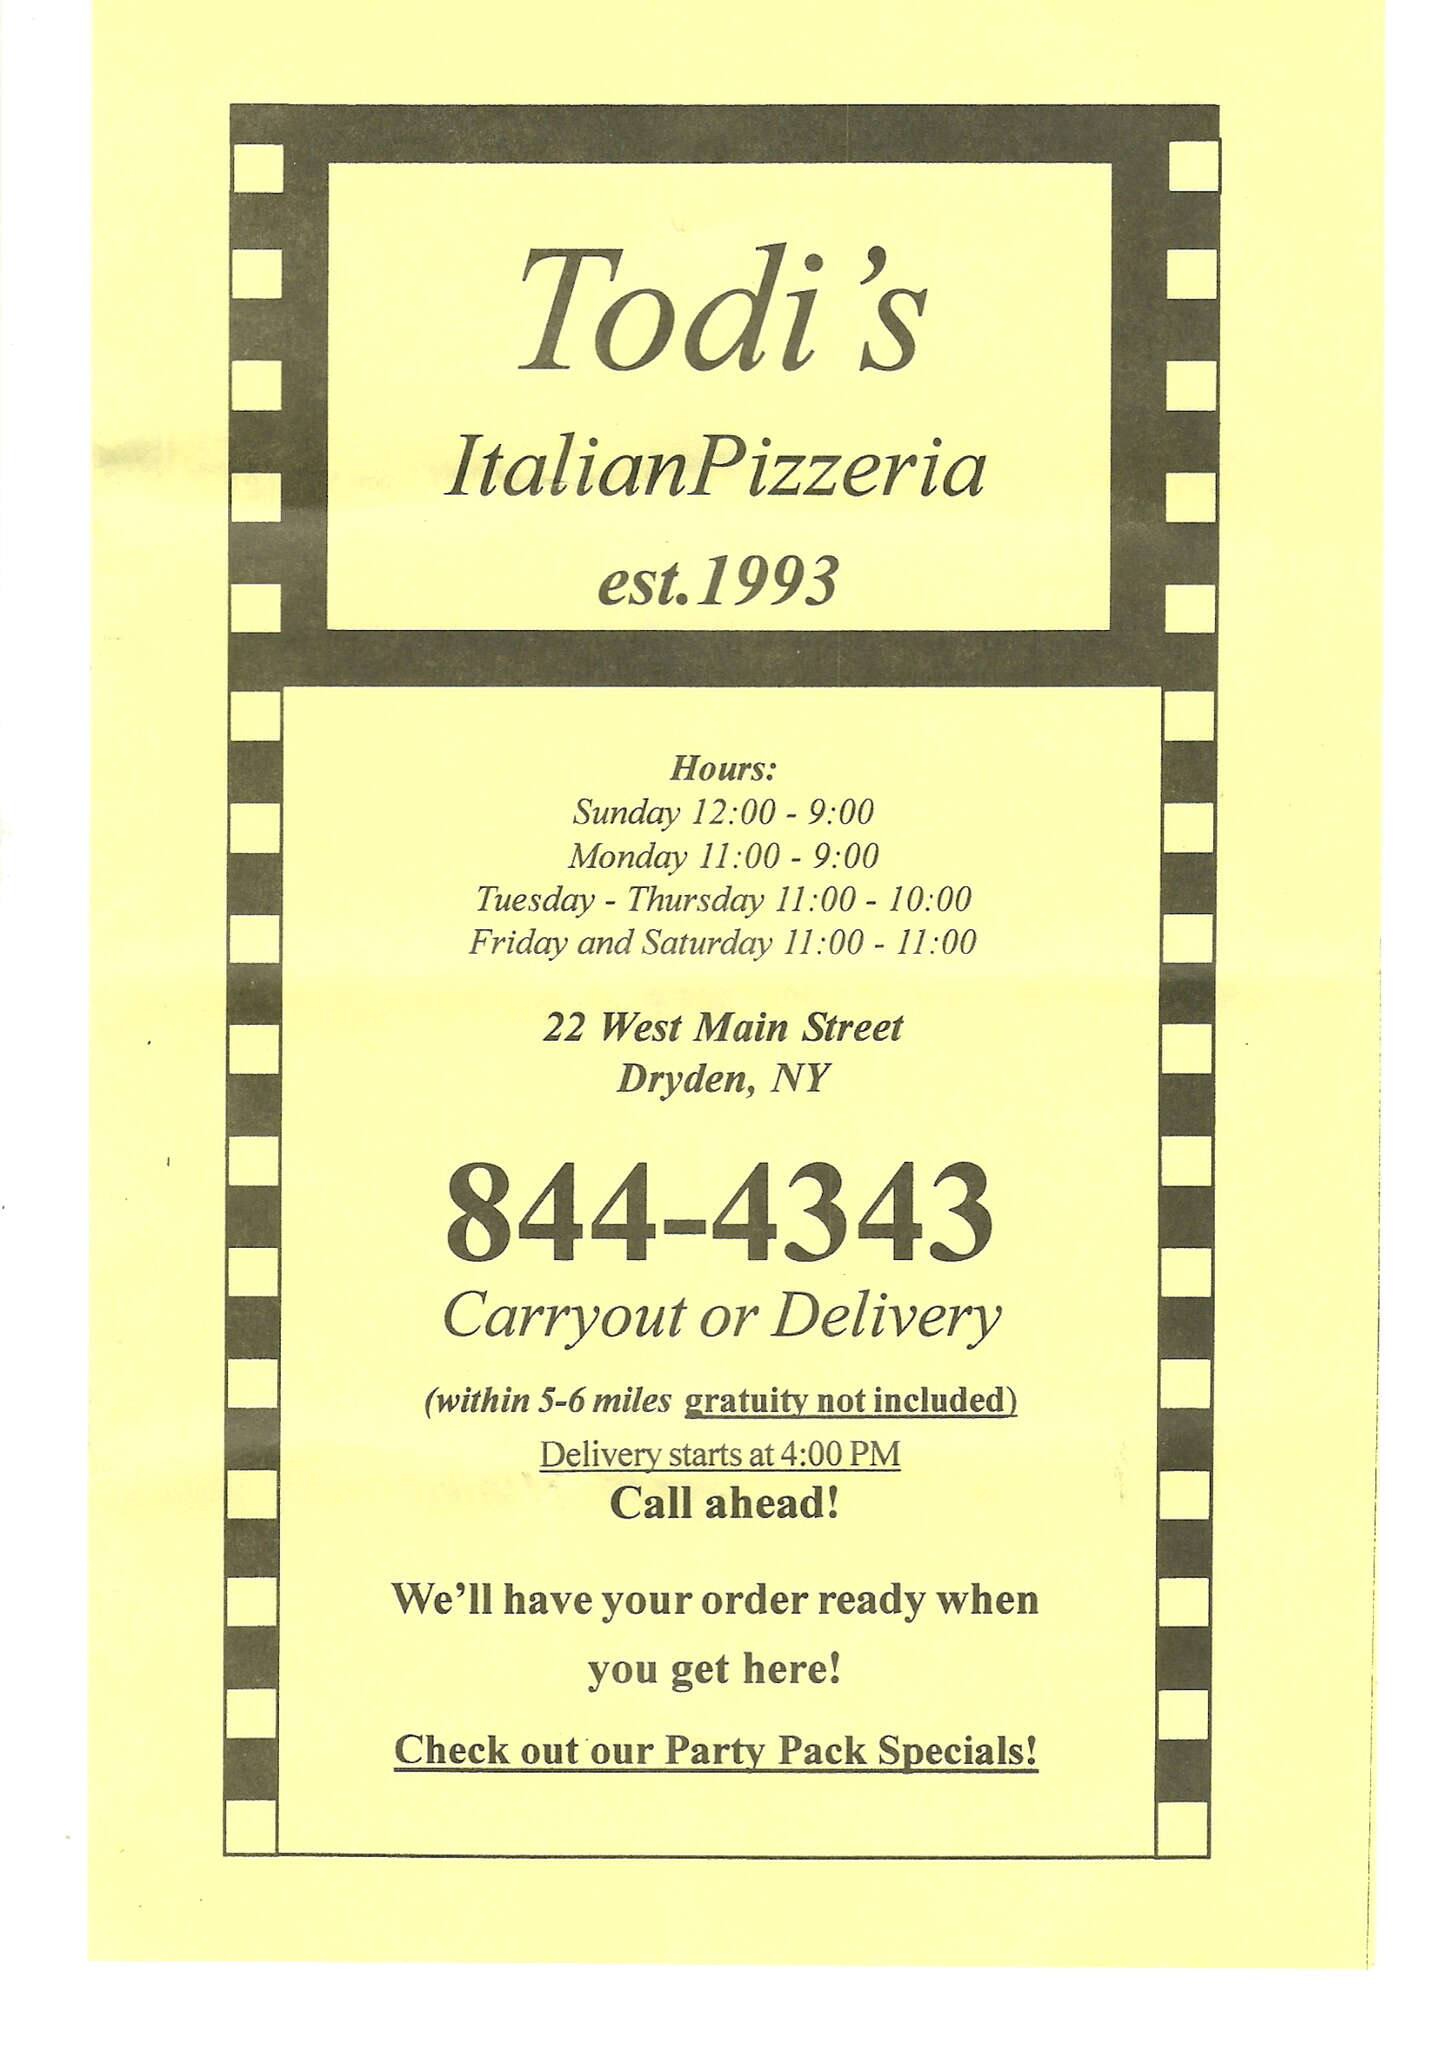 Todi's
ItalianPizzeria
est.1993
Hours:
Sunday 12:00 - 9:00
Monday 11:00 - 9:00
Tuesday - Thursday 11:00 - 10:00
Friday and Saturday 11:00 - 11:00
22 West Main Street
Dryden, NY
844-4343
Carryout or Delivery
(within 5-6 miles gratuity not included)
Delivery starts at 4:00 PM
Call ahead!
We'll have your order ready when
you get here!
Check out our Party Pack Specials!